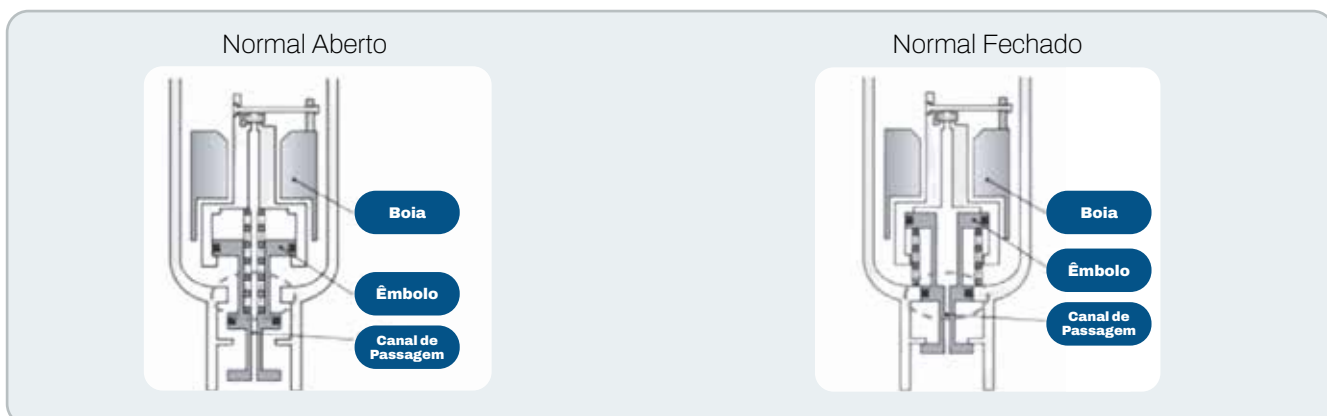 Normal Aberto
Boia
Êmbolo
Canal de
Passagem
Normal Fechado
Boia
Êmbolo
Canal de
Passagem